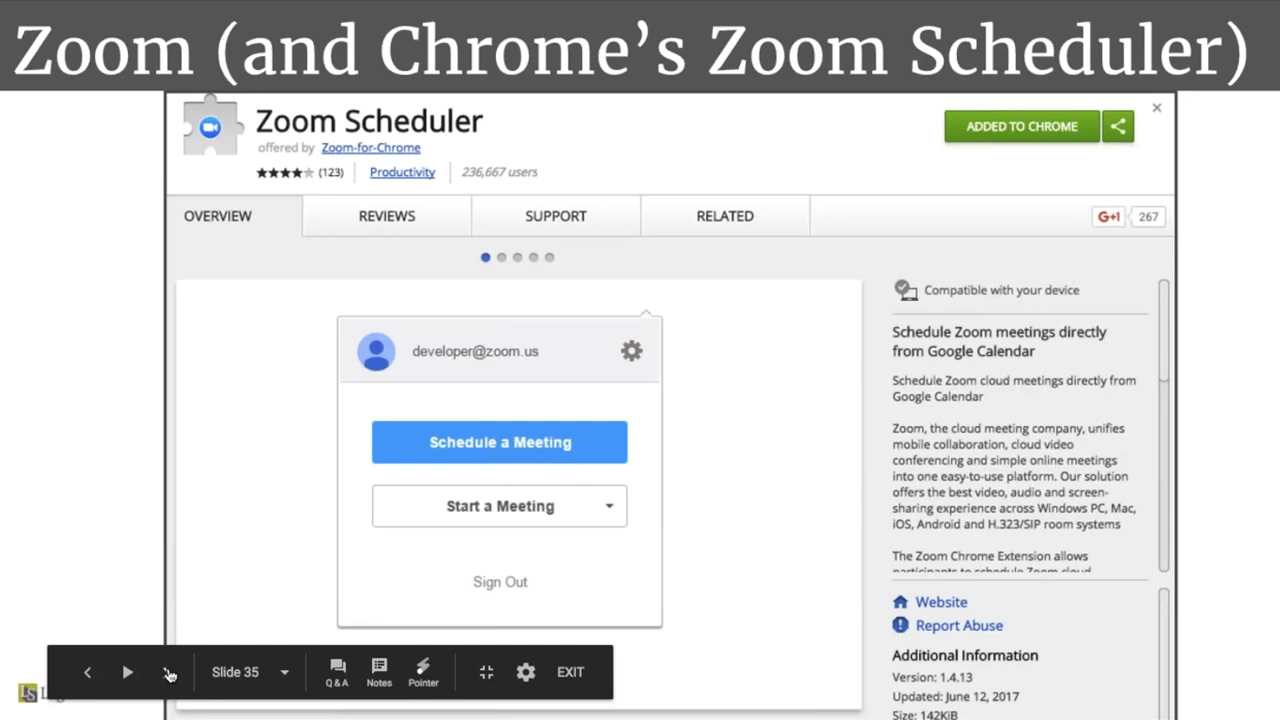 Zoom (and Chrome’s Zoom Scheduler)
Zoom Scheduler
offered by Zoom-for-Chrome
(123)
Productivity
236,667 users
ADDED TO CHROME
OVERVIEW
REVIEWS
SUPPORT
RELATED
G+1
267
developer@zoom.us
Schedule a Meeting
Start a Meeting
Sign Out
Compatible with your device
Schedule Zoom meetings directly
from Google Calendar
Schedule Zoom cloud meetings directly from
Google Calendar
Zoom, the cloud meeting company, unifies
mobile collaboration, cloud video
conferencing and simple online meetings
into one easy-to-use platform. Our solution
offers the best video, audio and screen-
sharing experience across Windows PC, Mac,
iOS, Android and H.323/SIP room systems
The Zoom Chrome Extension allows
participants to schedule Zoom cloud
Website
Report Abuse
Additional Information
Version: 1.4.13
Updated: June 12, 2017
Size: 142KiB
Slide 35
Q & A
Notes
Pointer
EXIT
LS